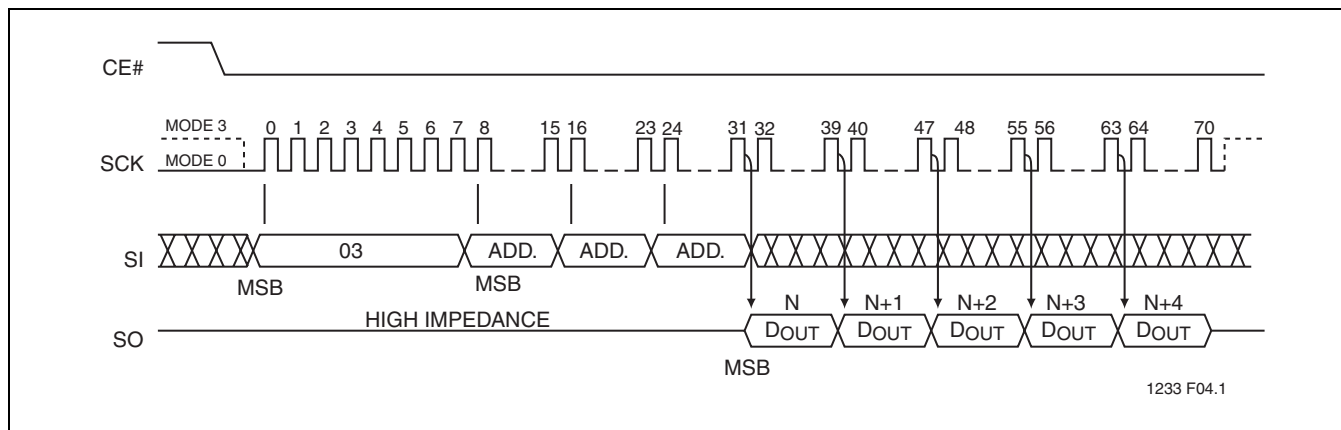 CE#
MODE 3 0 1 2 3 4 5 6 7 8 15 16 23 24 31 32 39 40 47 48 55 56 63 64 70
SCK MODE 0
SI 03 ADD. ADD. ADD.
MSB MSB
N N+1 N+2 N+3 N+4
HIGH IMPEDANCE
SO DOUT DOUT DOUT DOUT DOUT
MSB
1233 F04.1